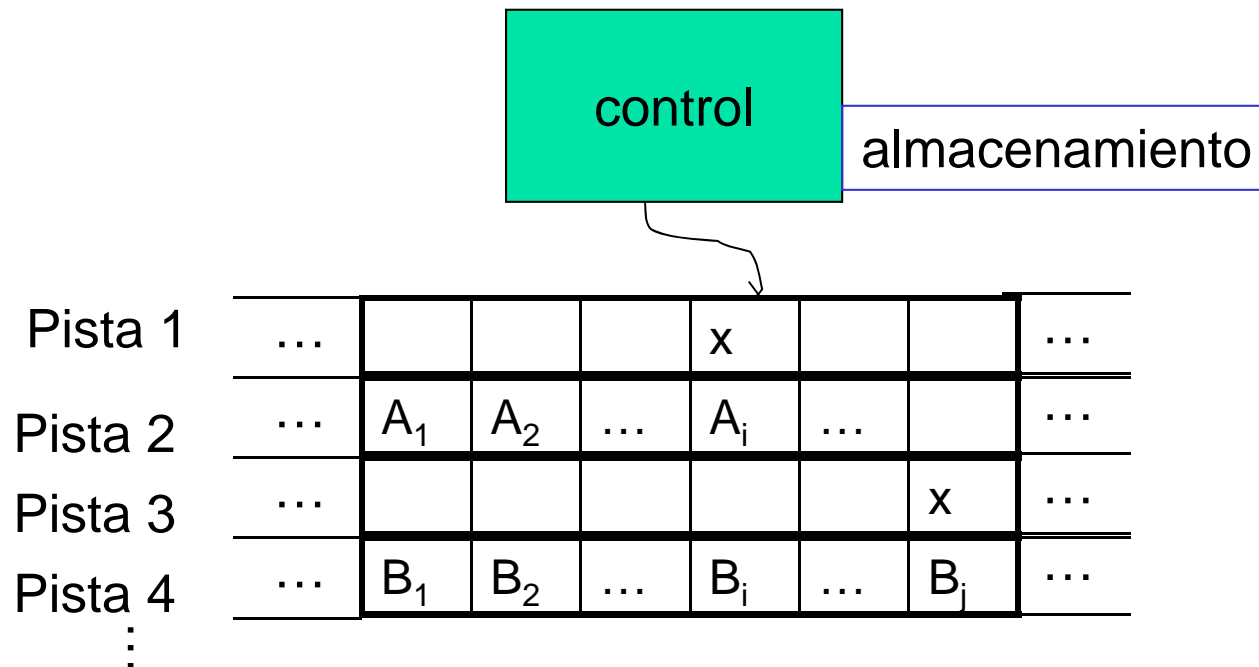 control
almacenamiento
Pista 1 … x …
Pista 2 … A₁ A₂ … Aᵢ … …
Pista 3 … x …
Pista 4 … B₁ B₂ … Bᵢ … Bⱼ …
⋮